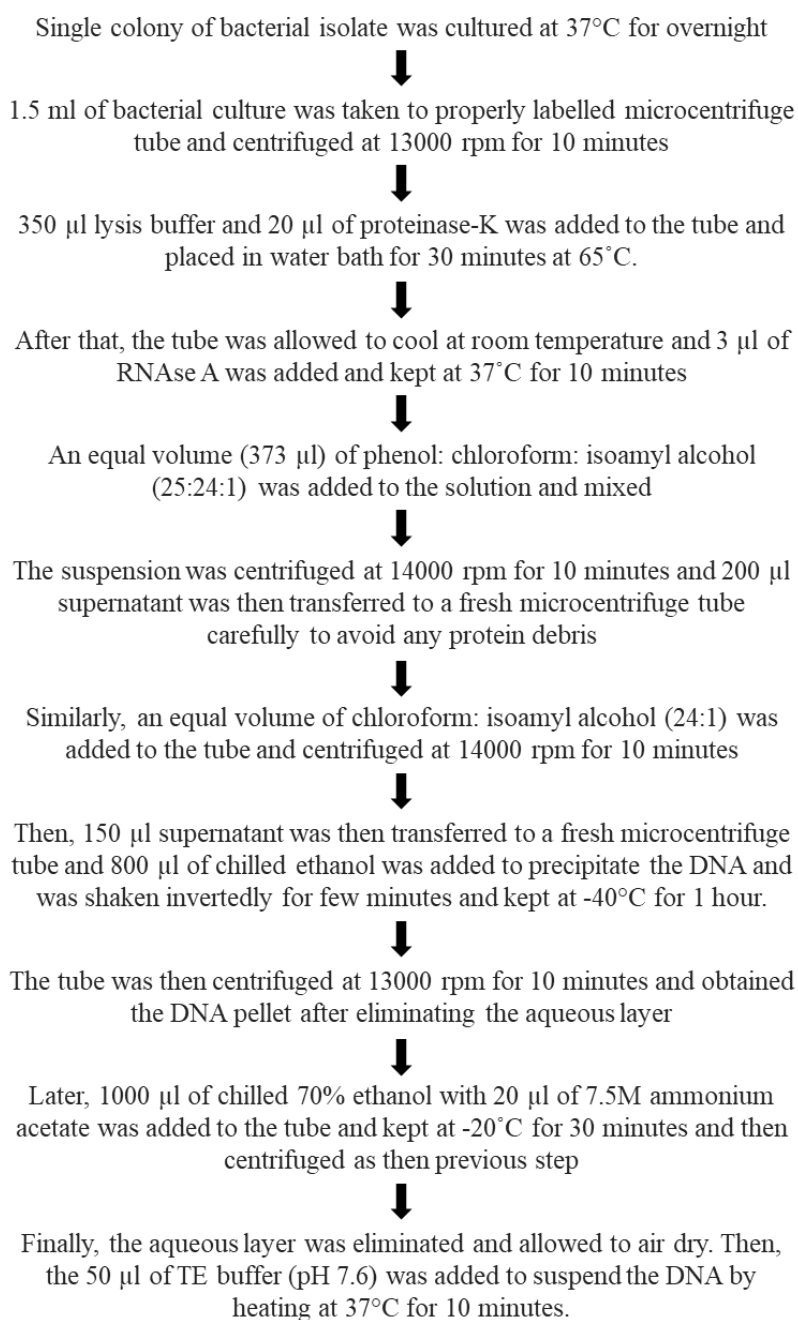 Single colony of bacterial isolate was cultured at 37°C for overnight
1.5 ml of bacterial culture was taken to properly labelled microcentrifuge
tube and centrifuged at 13000 rpm for 10 minutes
350 µl lysis buffer and 20 µl of proteinase-K was added to the tube and
placed in water bath for 30 minutes at 65˚C.
After that, the tube was allowed to cool at room temperature and 3 µl of
RNAse A was added and kept at 37˚C for 10 minutes
An equal volume (373 µl) of phenol: chloroform: isoamyl alcohol
(25:24:1) was added to the solution and mixed
The suspension was centrifuged at 14000 rpm for 10 minutes and 200 µl
supernatant was then transferred to a fresh microcentrifuge tube
carefully to avoid any protein debris
Similarly, an equal volume of chloroform: isoamyl alcohol (24:1) was
added to the tube and centrifuged at 14000 rpm for 10 minutes
Then, 150 µl supernatant was then transferred to a fresh microcentrifuge
tube and 800 µl of chilled ethanol was added to precipitate the DNA and
was shaken invertedly for few minutes and kept at -40°C for 1 hour.
The tube was then centrifuged at 13000 rpm for 10 minutes and obtained
the DNA pellet after eliminating the aqueous layer
Later, 1000 µl of chilled 70% ethanol with 20 µl of 7.5M ammonium
acetate was added to the tube and kept at -20˚C for 30 minutes and then
centrifuged as then previous step
Finally, the aqueous layer was eliminated and allowed to air dry. Then,
the 50 µl of TE buffer (pH 7.6) was added to suspend the DNA by
heating at 37°C for 10 minutes.